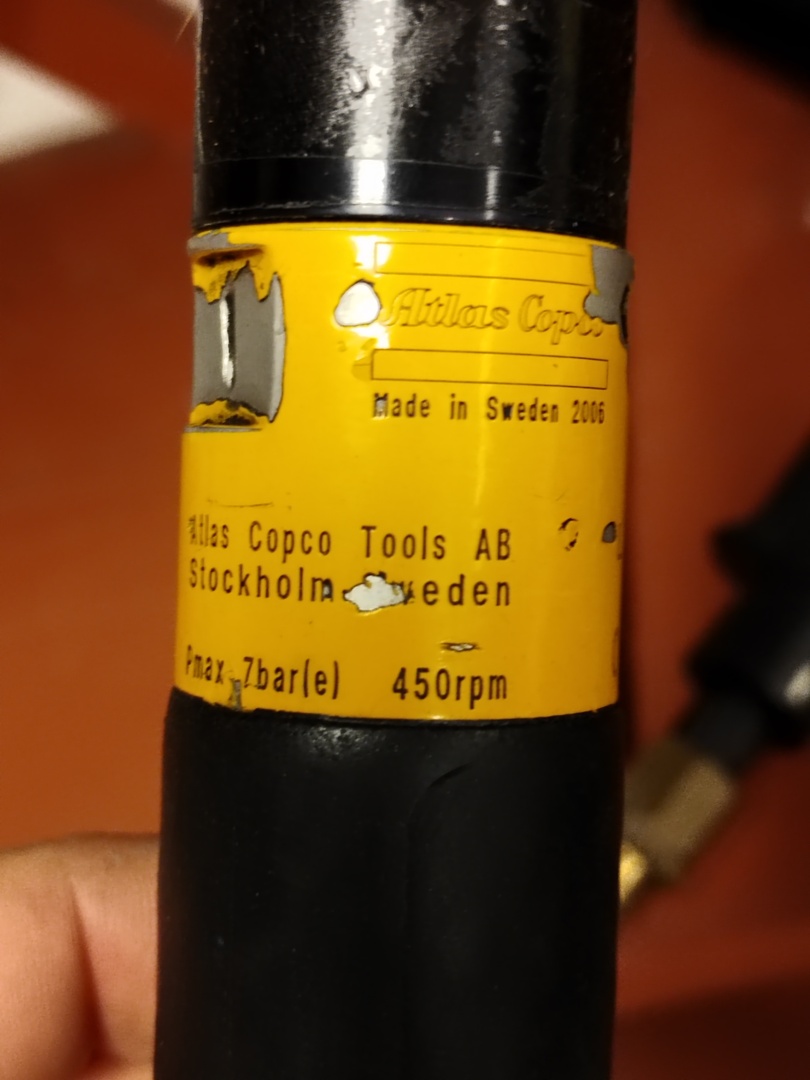 Atlas Copco
Made in Sweden 2006
Atlas Copco Tools AB
Stockholm Sweden
Pmax 7bar(e) 450rpm